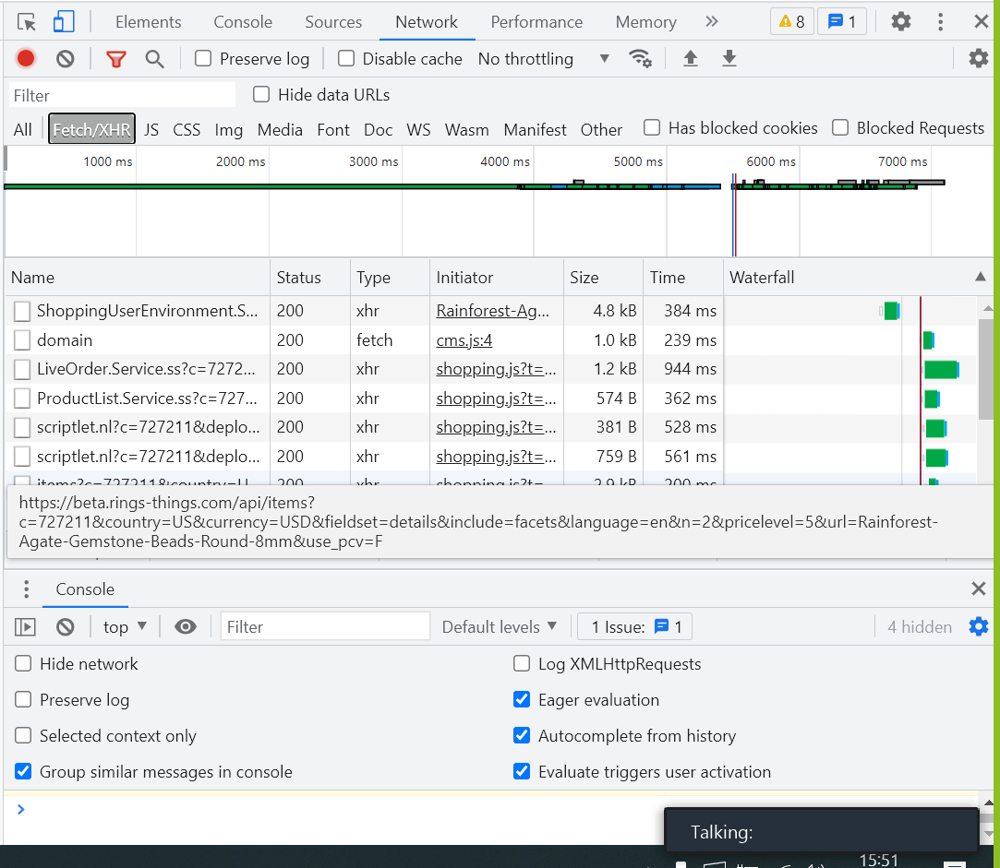 Elements Console Sources Network Performance Memory » 8 1
Preserve log Disable cache No throttling
Filter Hide data URLs
All Fetch/XHR JS CSS Img Media Font Doc WS Wasm Manifest Other Has blocked cookies Blocked Requests
1000 ms 2000 ms 3000 ms 4000 ms 5000 ms 6000 ms 7000 ms
Name Status Type Initiator Size Time Waterfall
ShoppingUserEnvironment.S... 200 xhr Rainforest-Ag... 4.8 kB 384 ms
domain 200 fetch cms.js:4 1.0 kB 239 ms
LiveOrder.Service.ss?c=7272... 200 xhr shopping.js?t=... 1.2 kB 944 ms
ProductList.Service.ss?c=727... 200 xhr shopping.js?t=... 574 B 362 ms
scriptlet.nl?c=727211&deplo... 200 xhr shopping.js?t=... 381 B 528 ms
scriptlet.nl?c=727211&deplo... 200 xhr shopping.js?t=... 759 B 561 ms
items?c=727211&country=U... 200 xhr shopping.js?t=... 2.9 kB 200 ms
https://beta.rings-things.com/api/items?
c=727211&country=US&currency=USD&fieldset=details&include=facets&language=en&n=2&pricelevel=5&url=Rainforest-
Agate-Gemstone-Beads-Round-8mm&use_pcv=F
Console
top Filter Default levels 1 Issue: 1 4 hidden
Hide network Log XMLHttpRequests
Preserve log Eager evaluation
Selected context only Autocomplete from history
Group similar messages in console Evaluate triggers user activation
Talking:
15:51